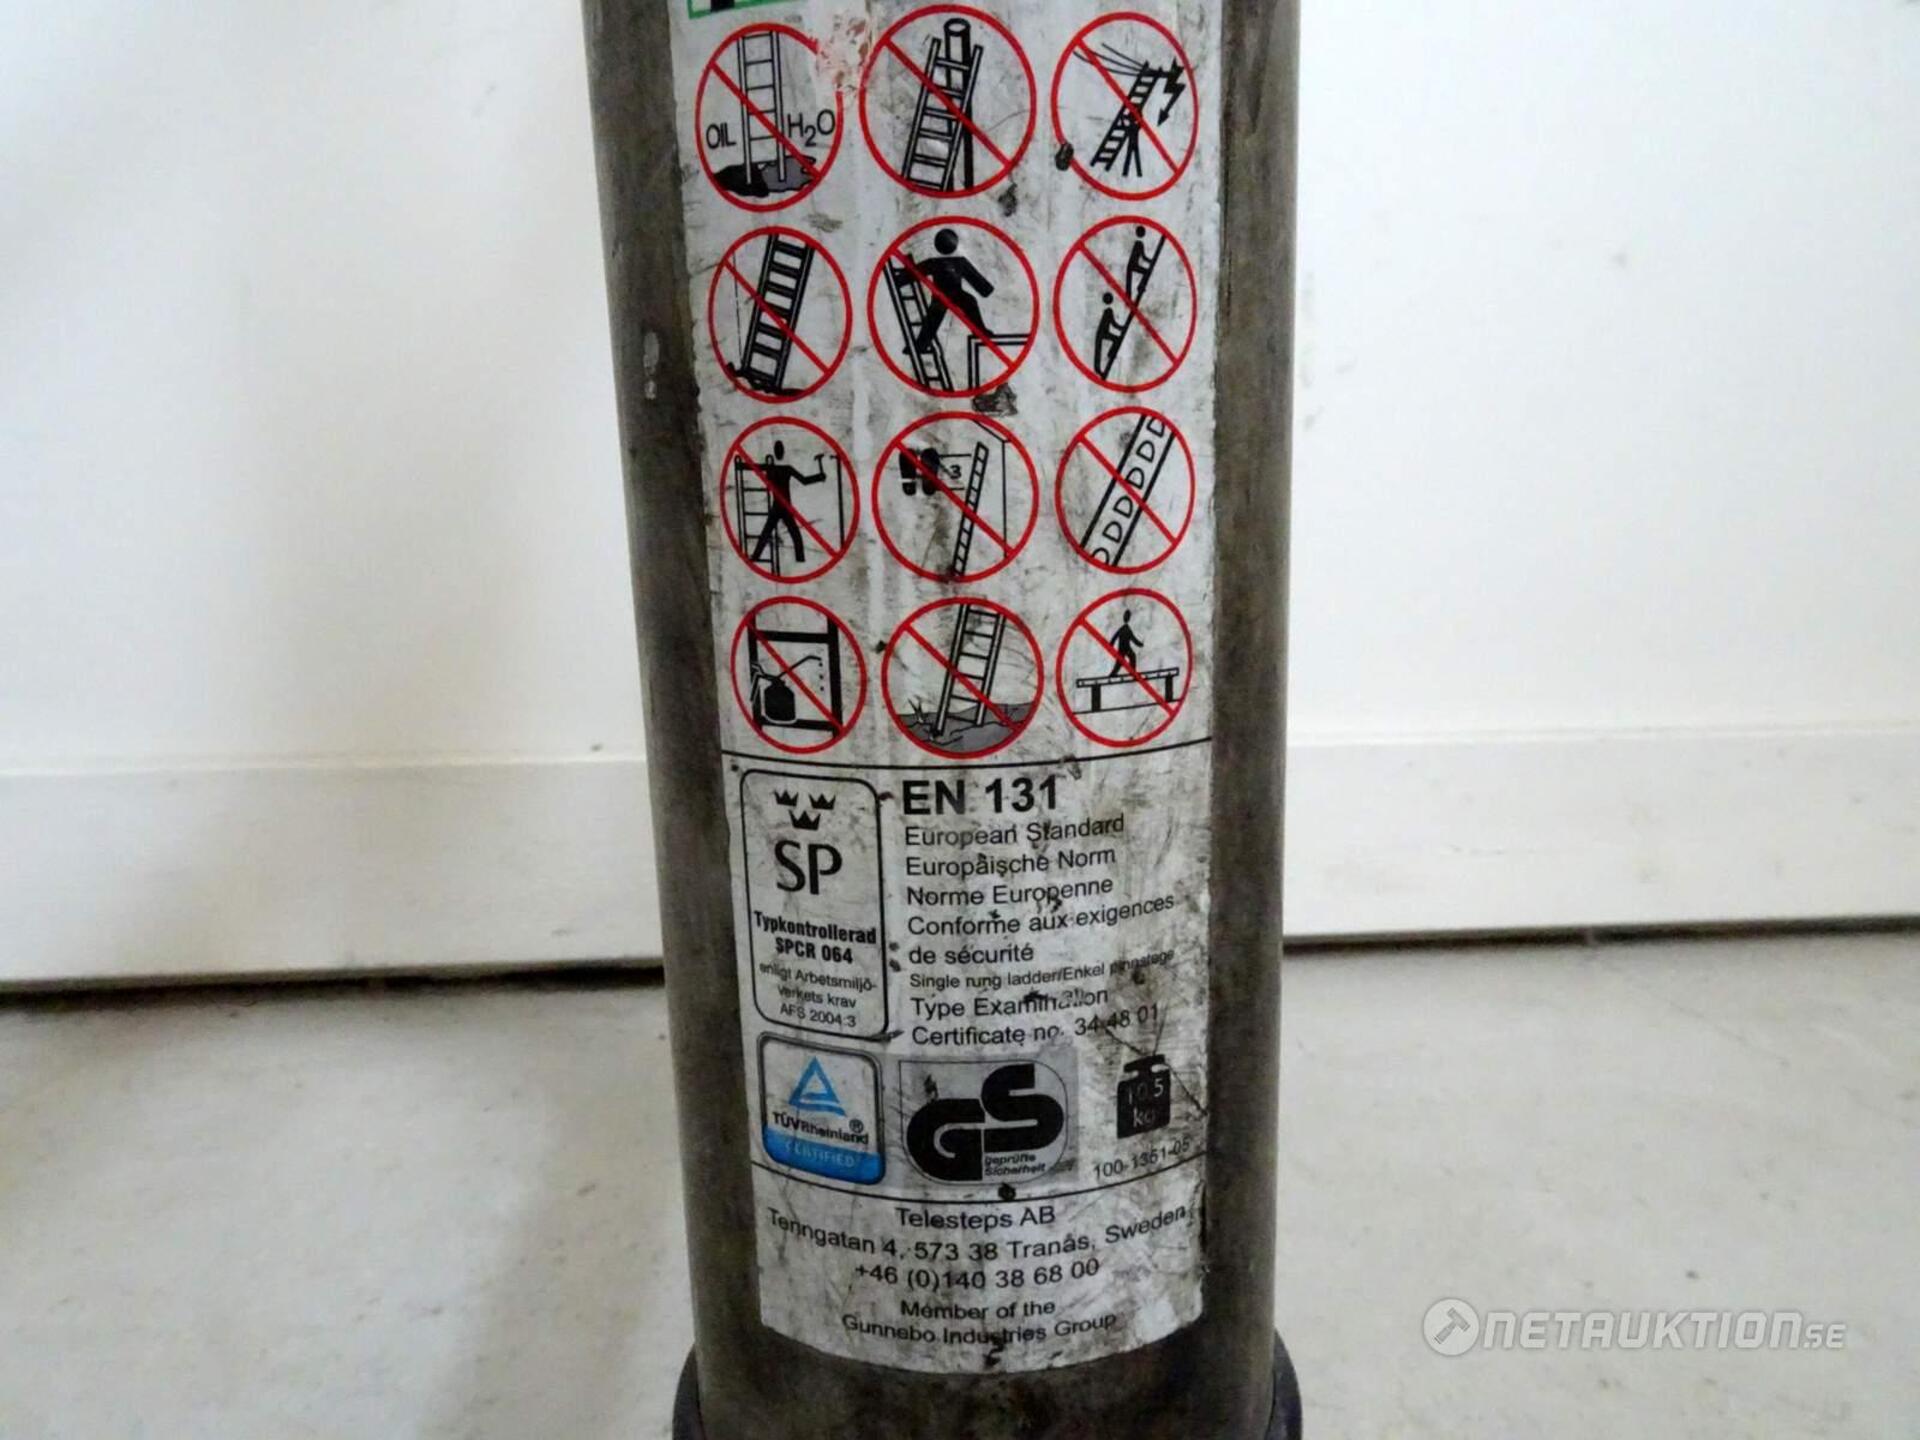 OIL H₂O
3
SP
Typkontrollerad
SPCR 064
enligt Arbetsmiljö-
verkets krav
AFS 2004:3
EN 131
European Standard
Europäische Norm
Norme Europenne
Conforme aux exigences
de sécurité
Single rung ladder/Enkel pinnstege
Type Examination
Certificate no. 34 48 01
TÜVRheinland®
CERTIFIED
GS
geprüfte
Sicherheit
10.5
kg
100-1361-05
Telesteps AB
Terringatan 4, 573 38 Tranås, Sweden
+46 (0)140 38 68 00
Member of the
Gunnebo Industries Group
NETAUKTION.SE